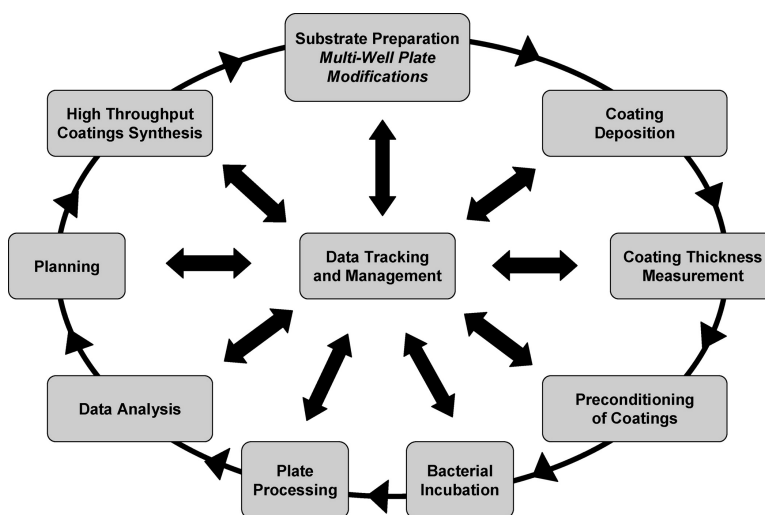 Substrate Preparation
Multi-Well Plate
Modifications
Coating
Deposition
Coating Thickness
Measurement
Preconditioning
of Coatings
Bacterial
Incubation
Plate
Processing
Data Analysis
Planning
High Throughput
Coatings Synthesis
Data Tracking
and Management